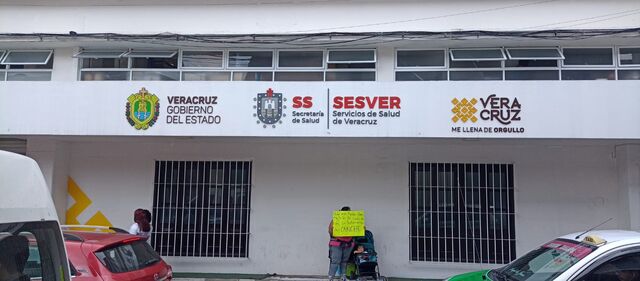 VERACRUZ
GOBIERNO
DEL ESTADO
SS
Secretaría
de Salud
SESVER
Servicios de Salud
de Veracruz
VERA
CRUZ
ME LLENA DE ORGULLO
CANCER